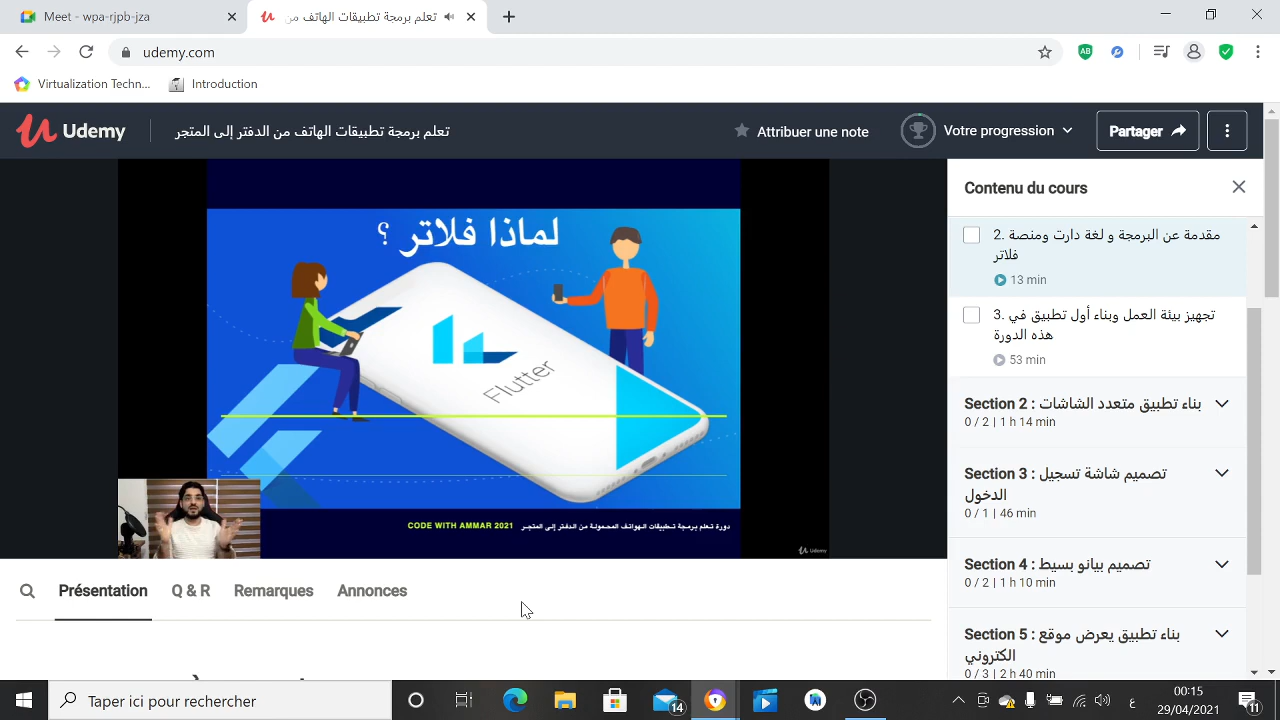 Meet - wpa-rjpb-jza
تعلم برمجة تطبيقات الهاتف من
udemy.com
Virtualization Techn...
Introduction
Udemy
تعلم برمجة تطبيقات الهاتف من الدفتر إلى المتجر
Attribuer une note
Votre progression
Partager
لماذا فلاتر ؟
Flutter
CODE WITH AMMAR 2021 دورة تـعلم بـرمجة تـطبيقات الـهواتف المحمولة من الدفتر إلى المتجر
Udemy
Contenu du cours
2. مقدمة عن البرمجة و لغة دارت ومنصة
فلاتر
13 min
3. تجهيز بيئة العمل وبناء أول تطبيق في
هذه الدورة
53 min
Section 2 : بناء تطبيق متعدد الشاشات
0 / 2 | 1 h 14 min
Section 3 : تصميم شاشة تسجيل
الدخول
0 / 1 | 46 min
Section 4 : تصميم بيانو بسيط
0 / 2 | 1 h 10 min
Section 5 : بناء تطبيق يعرض موقع
الكتروني
0 / 3 | 2 h 40 min
Présentation
Q & R
Remarques
Annonces
Taper ici pour rechercher
14
ع
00:15
29/04/2021
11